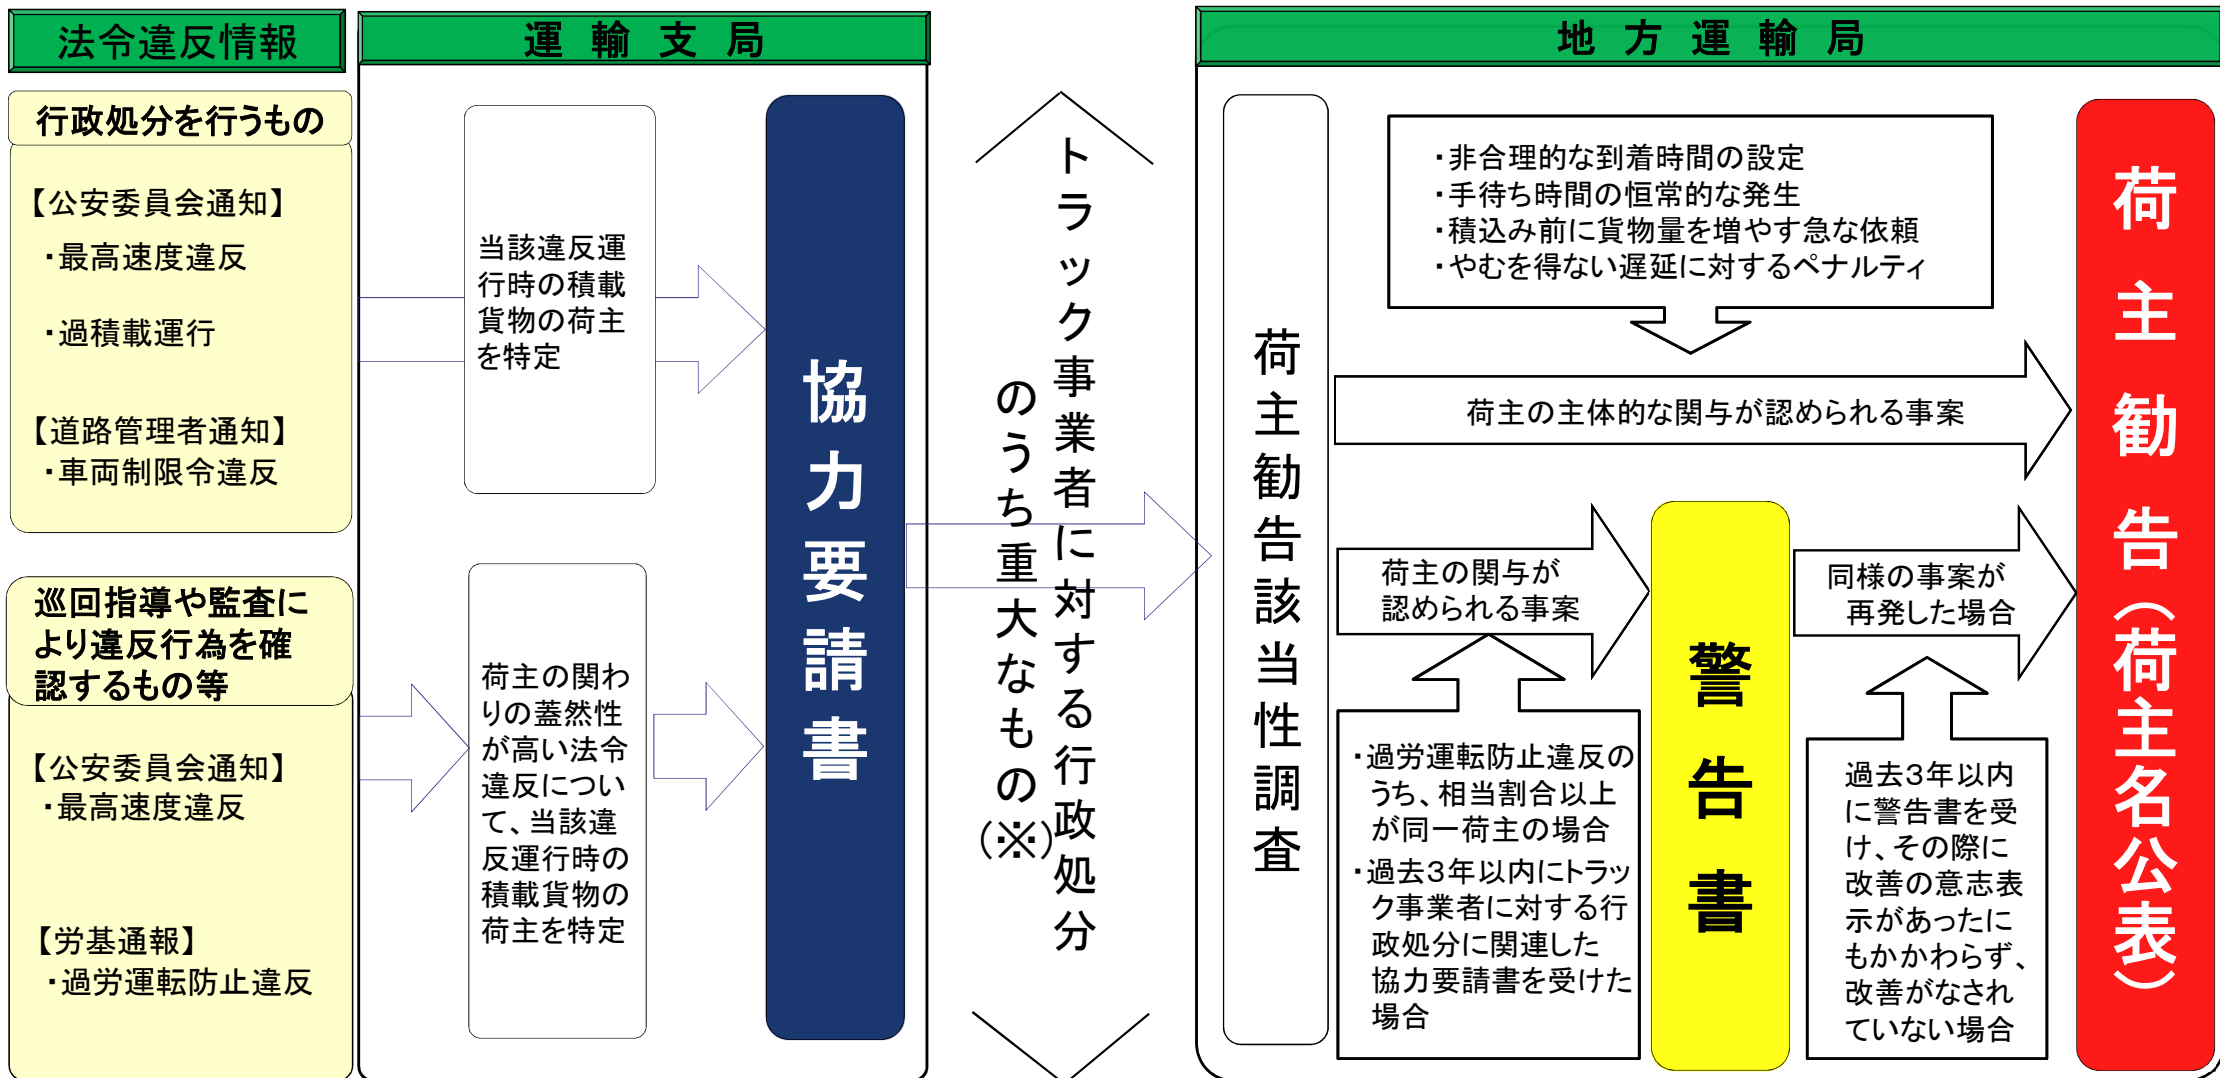 法令違反情報
行政処分を行うもの
【公安委員会通知】
・最高速度違反
・過積載運行
【道路管理者通知】
・車両制限令違反
巡回指導や監査に
より違反行為を確
認するもの等
【公安委員会通知】
・最高速度違反
【労基通報】
・過労運転防止違反
運輸支局
当該違反運
行時の積載
貨物の荷主
を特定
荷主の関わ
りの蓋然性
が高い法令
違反につい
て、当該違
反運行時の
積載貨物の
荷主を特定
協力要請書
トラック事業者に対する行政処分
のうち重大なもの(※)
地方運輸局
荷主勧告該当性調査
・非合理的な到着時間の設定
・手待ち時間の恒常的な発生
・積込み前に貨物量を増やす急な依頼
・やむを得ない遅延に対するペナルティ
荷主の主体的な関与が認められる事案
荷主の関与が
認められる事案
・過労運転防止違反の
うち、相当割合以上
が同一荷主の場合
・過去3年以内にトラッ
ク事業者に対する行
政処分に関連した
協力要請書を受けた
場合
警告書
同様の事案が
再発した場合
過去3年以内
に警告書を受
け、その際に
改善の意志表
示があったに
もかかわらず、
改善がなされ
ていない場合
荷主勧告(荷主名公表)